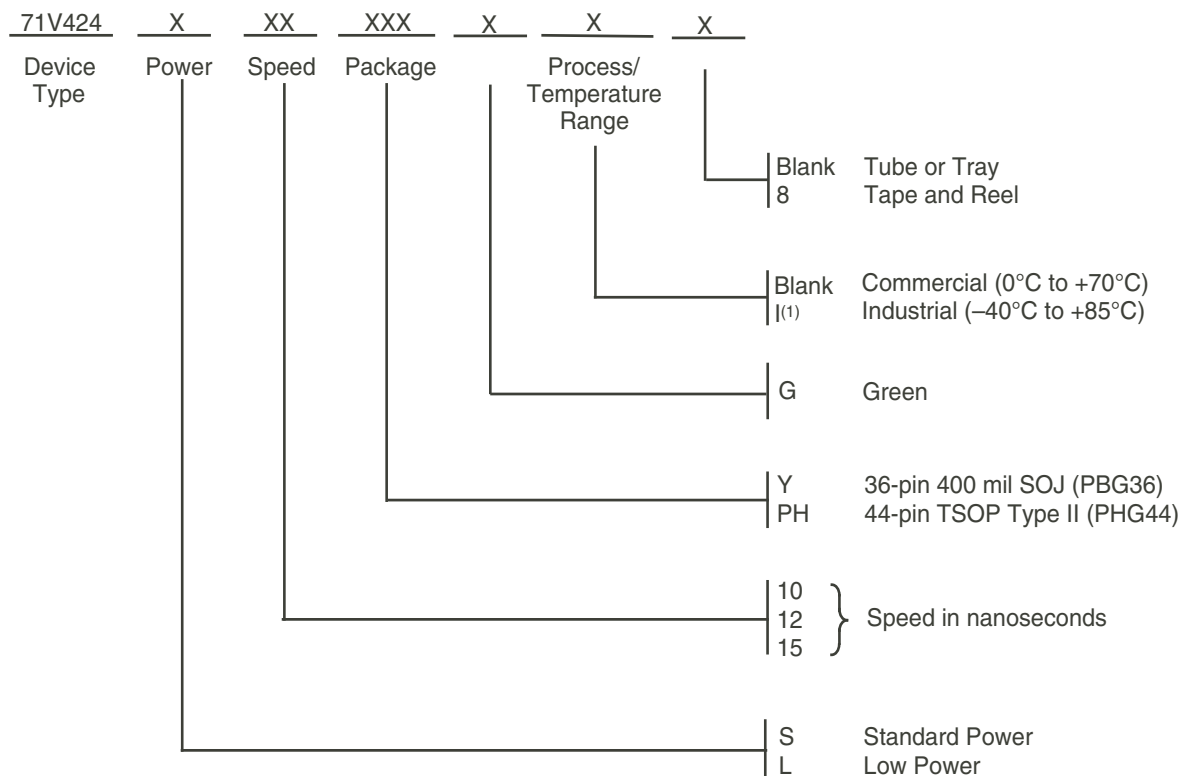 71V424 X XX XXX X X X
Device Type
Power
Speed
Package
Process/
Temperature
Range
Blank Tube or Tray
8 Tape and Reel
Blank Commercial (0°C to +70°C)
I(1) Industrial (–40°C to +85°C)
G Green
Y 36-pin 400 mil SOJ (PBG36)
PH 44-pin TSOP Type II (PHG44)
10
12
15
Speed in nanoseconds
S Standard Power
L Low Power